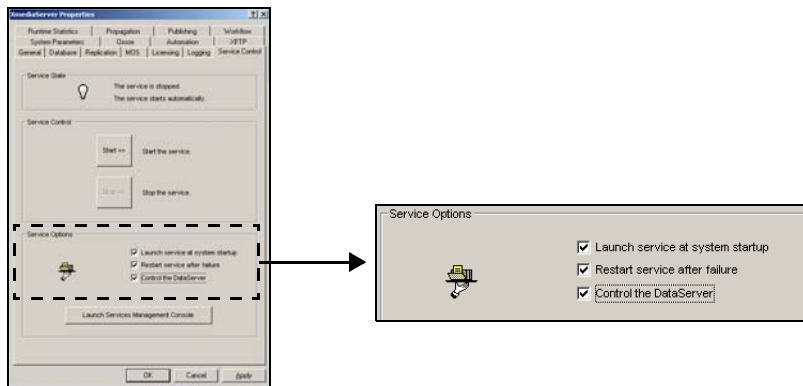 XmediaServer Properties
Runtime Statistics Propagation Publishing Workflow
System Parameters Oxsox Automation XFTP
General Database Replication MOS Licensing Logging Service Control
Service State
The service is stopped.
The service starts automatically.
Service Control
Start >> Start the service.
Stop >> Stop the service.
Service Options
Launch service at system startup
Restart service after failure
Control the DataServer
Launch Services Management Console
OK Cancel Apply
Service Options
Launch service at system startup
Restart service after failure
Control the DataServer